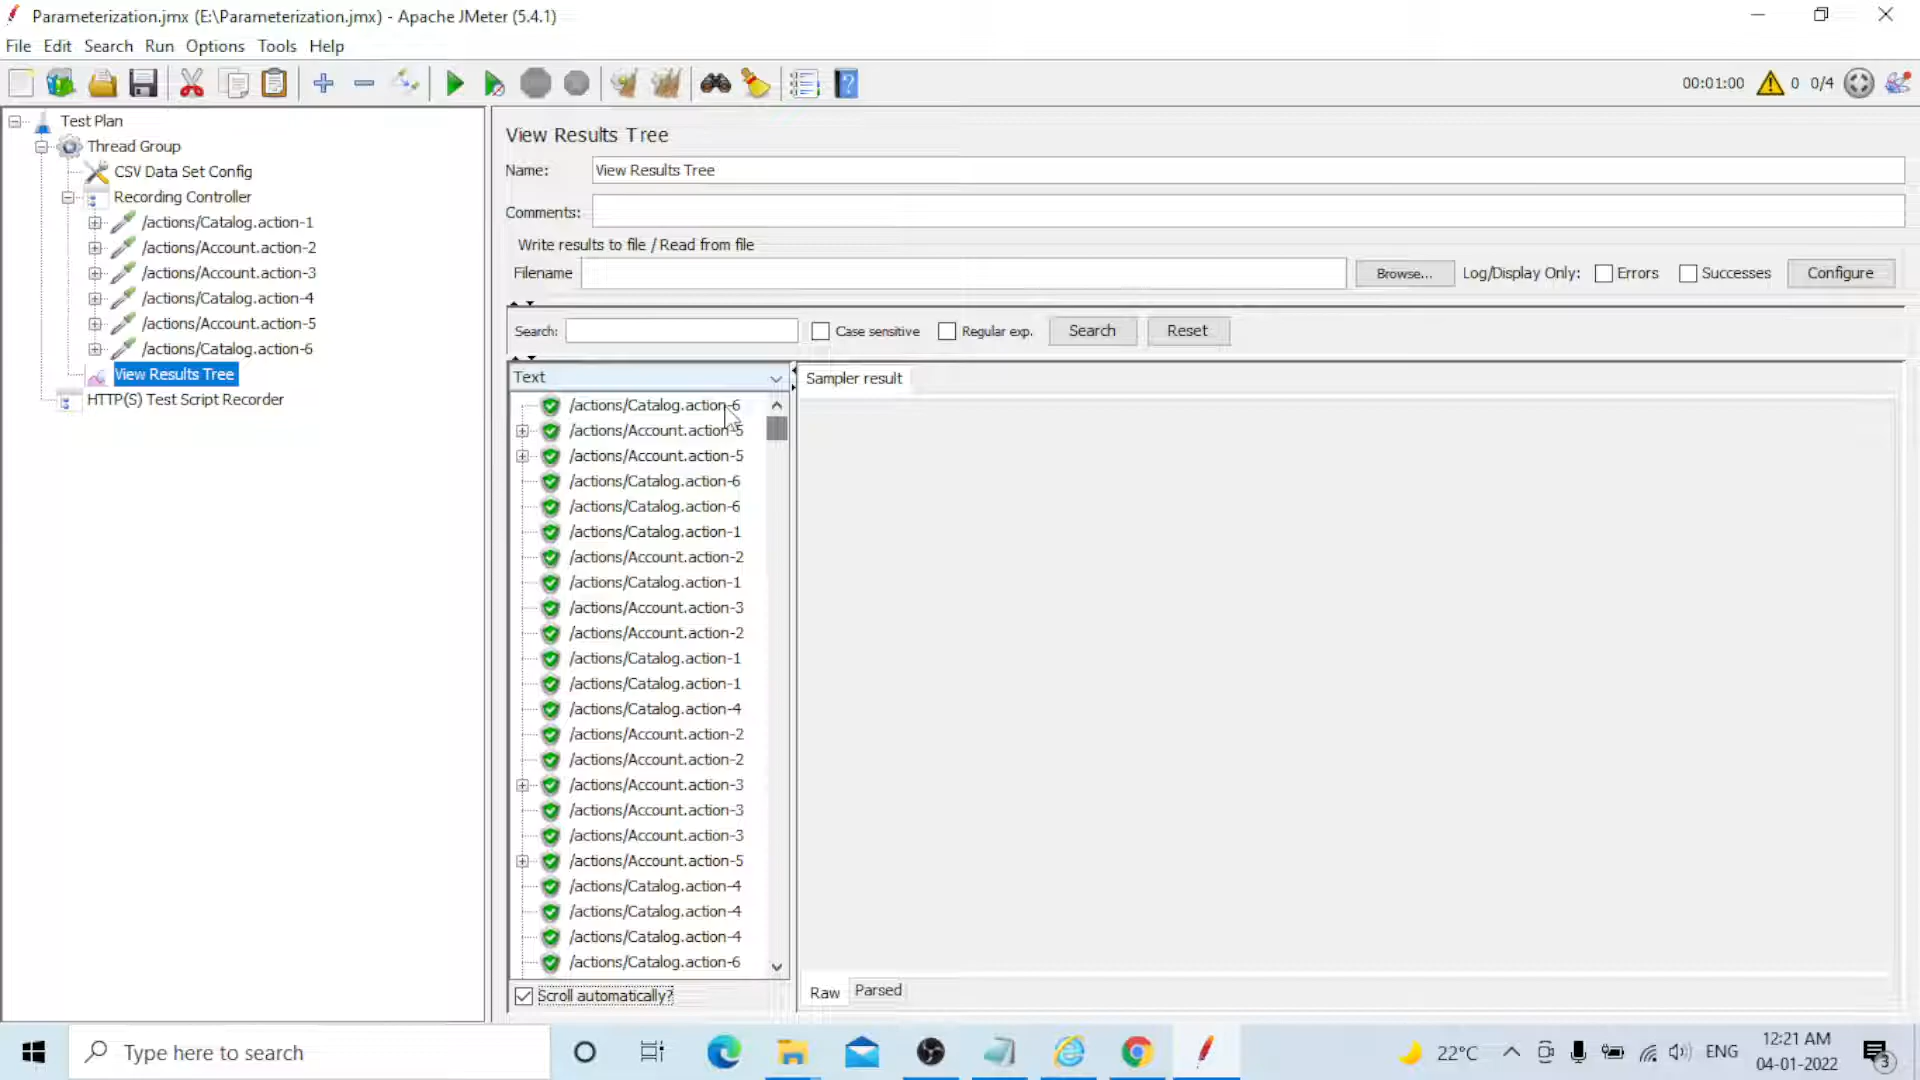 Parameterization.jmx (E:\Parameterization.jmx) - Apache JMeter (5.4.1)
File Edit Search Run Options Tools Help
00:01:00 0 0/4
Test Plan
Thread Group
CSV Data Set Config
Recording Controller
/actions/Catalog.action-1
/actions/Account.action-2
/actions/Account.action-3
/actions/Catalog.action-4
/actions/Account.action-5
/actions/Catalog.action-6
View Results Tree
HTTP(S) Test Script Recorder
View Results Tree
Name: View Results Tree
Comments:
Write results to file / Read from file
Filename Browse... Log/Display Only: Errors Successes Configure
Search: Case sensitive Regular exp. Search Reset
Text
/actions/Catalog.action-6
/actions/Account.action-5
/actions/Account.action-5
/actions/Catalog.action-6
/actions/Catalog.action-6
/actions/Catalog.action-1
/actions/Account.action-2
/actions/Catalog.action-1
/actions/Account.action-3
/actions/Account.action-2
/actions/Catalog.action-1
/actions/Catalog.action-1
/actions/Catalog.action-4
/actions/Account.action-2
/actions/Account.action-2
/actions/Account.action-3
/actions/Account.action-3
/actions/Account.action-3
/actions/Account.action-5
/actions/Catalog.action-4
/actions/Catalog.action-4
/actions/Catalog.action-4
/actions/Catalog.action-6
Scroll automatically?
Sampler result
Raw Parsed
Type here to search
22°C ENG
12:21 AM
04-01-2022
3